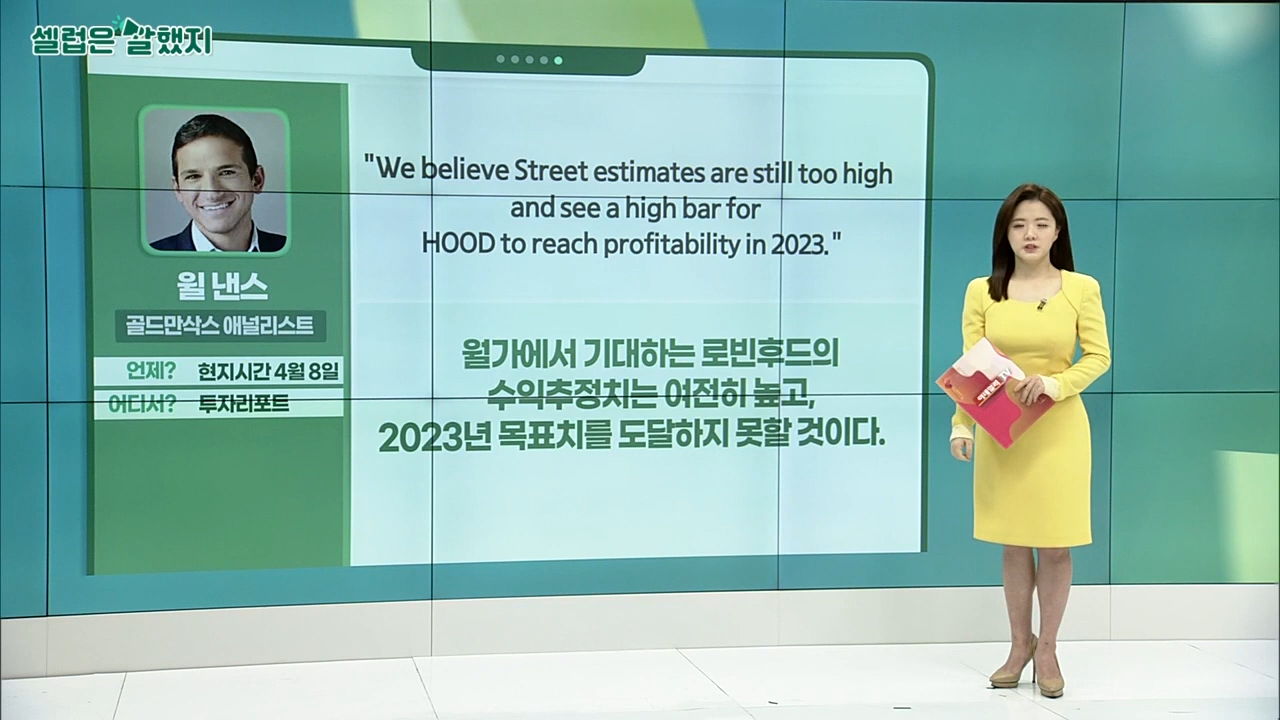 셀럽은 말했지
"We believe Street estimates are still too high
and see a high bar for
HOOD to reach profitability in 2023."
윌 낸스
골드만삭스 애널리스트
언제? 현지시간 4월 8일
어디서? 투자리포트
월가에서 기대하는 로빈후드의
수익추정치는 여전히 높고,
2023년 목표치를 도달하지 못할 것이다.